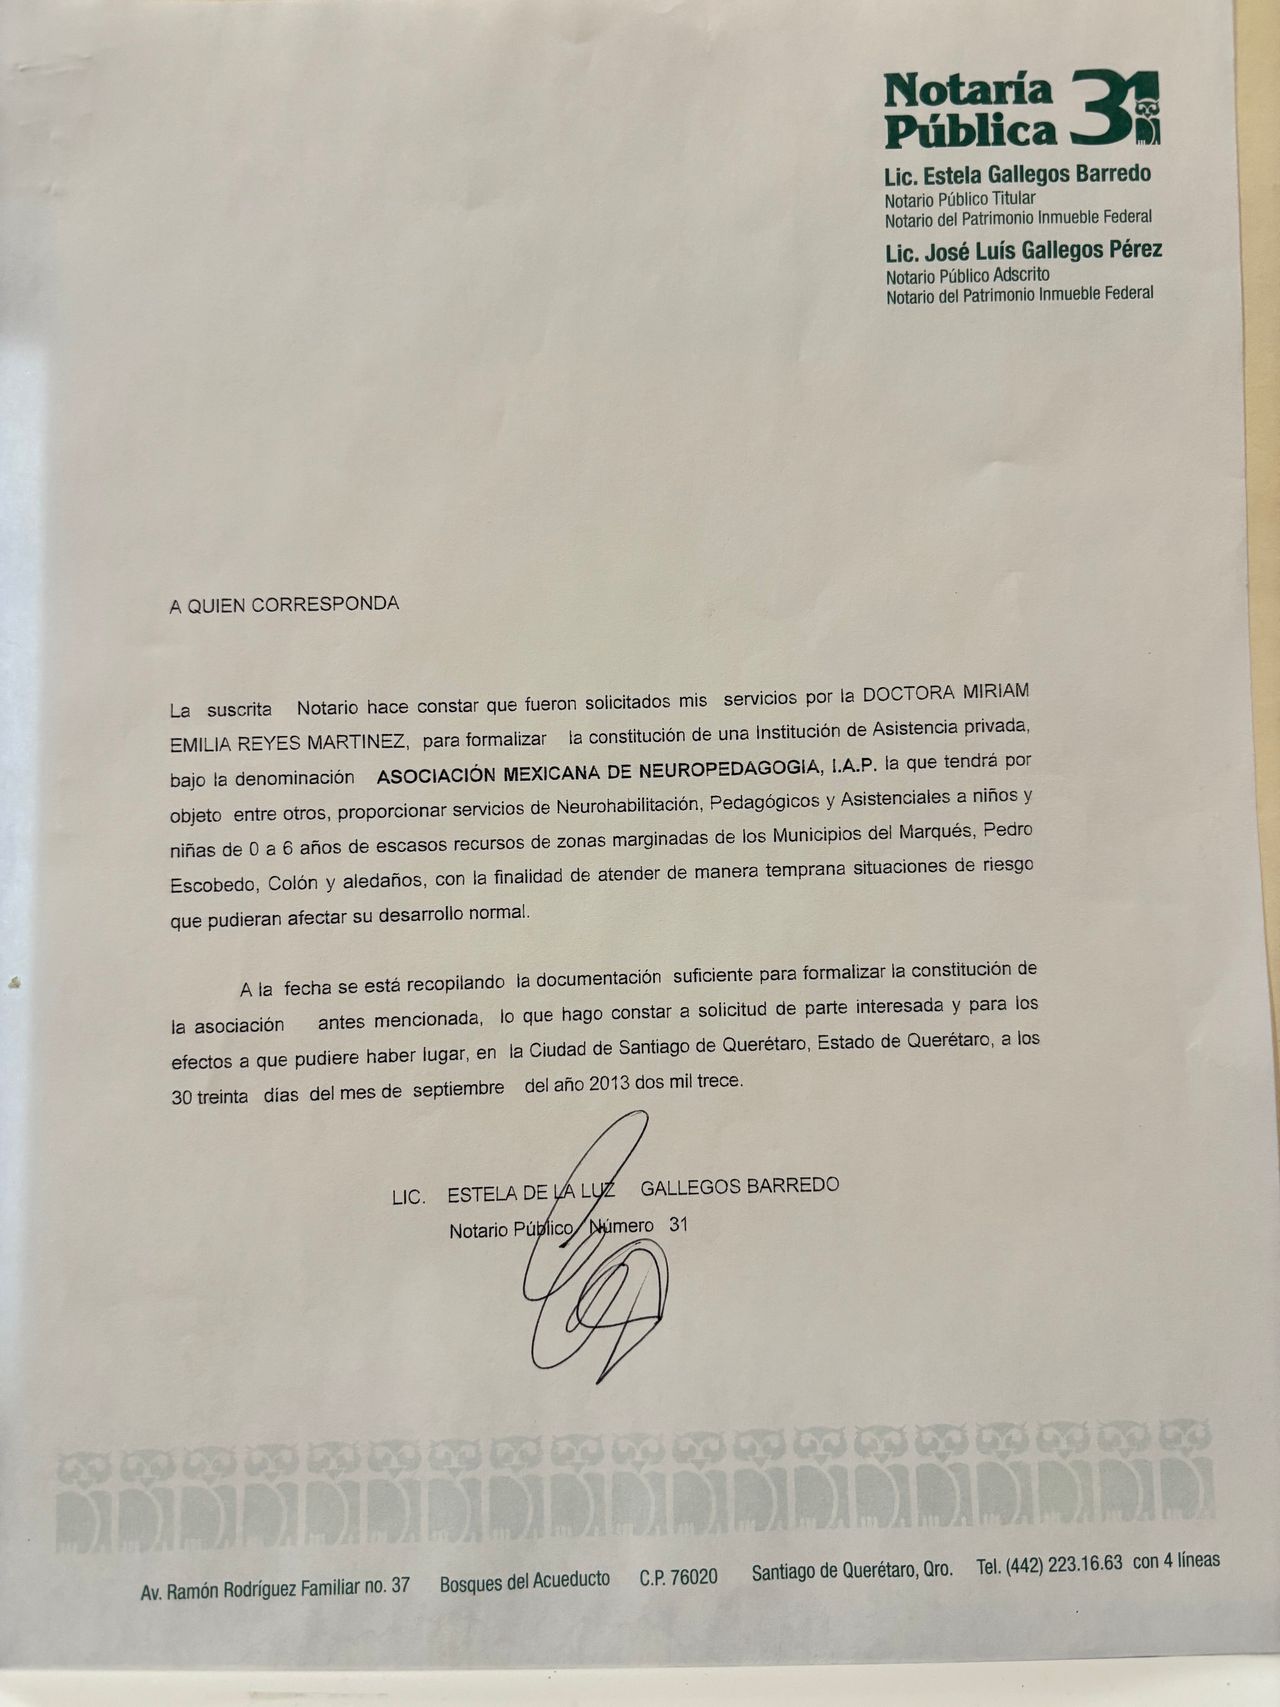 Notaría
Pública 31
Lic. Estela Gallegos Barredo
Notario Público Titular
Notario del Patrimonio Inmueble Federal
Lic. José Luís Gallegos Pérez
Notario Público Adscrito
Notario del Patrimonio Inmueble Federal
A QUIEN CORRESPONDA
La suscrita Notario hace constar que fueron solicitados mis servicios por la DOCTORA MIRIAM
EMILIA REYES MARTINEZ, para formalizar la constitución de una Institución de Asistencia privada,
bajo la denominación ASOCIACIÓN MEXICANA DE NEUROPEDAGOGIA, I.A.P. la que tendrá por
objeto entre otros, proporcionar servicios de Neurohabilitación, Pedagógicos y Asistenciales a niños y
niñas de 0 a 6 años de escasos recursos de zonas marginadas de los Municipios del Marqués, Pedro
Escobedo, Colón y aledaños, con la finalidad de atender de manera temprana situaciones de riesgo
que pudieran afectar su desarrollo normal.
A la fecha se está recopilando la documentación suficiente para formalizar la constitución de
la asociación antes mencionada, lo que hago constar a solicitud de parte interesada y para los
efectos a que pudiere haber lugar, en la Ciudad de Santiago de Querétaro, Estado de Querétaro, a los
30 treinta días del mes de septiembre del año 2013 dos mil trece.
LIC. ESTELA DE LA LUZ GALLEGOS BARREDO
Notario Público Número 31
Av. Ramón Rodríguez Familiar no. 37 Bosques del Acueducto C.P. 76020 Santiago de Querétaro, Qro. Tel. (442) 223.16.63 con 4 líneas